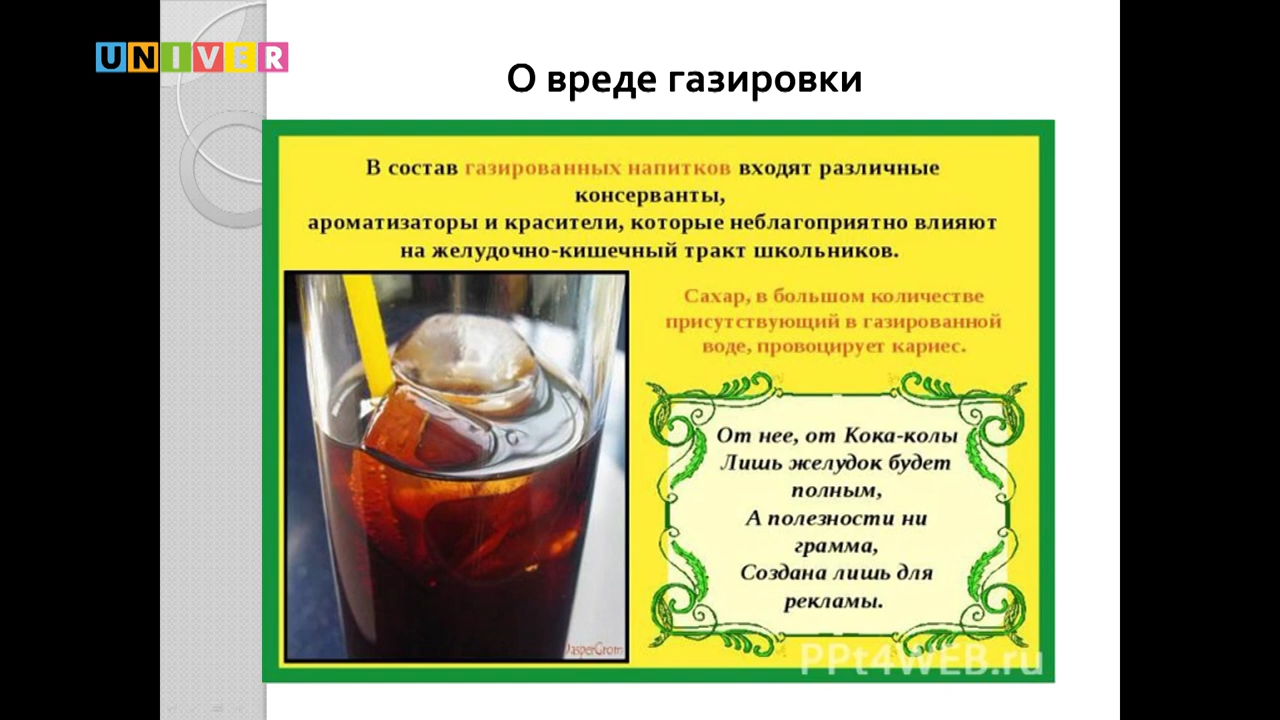 UNIVER
О вреде газировки
В состав газированных напитков входят различные
консерванты,
ароматизаторы и красители, которые неблагоприятно влияют
на желудочно-кишечный тракт школьников.
Сахар, в большом количестве
присутствующий в газированной
воде, провоцирует кариес.
От нее, от Кока-колы
Лишь желудок будет
полным,
А полезности ни
грамма,
Создана лишь для
рекламы.
JasperGrom
PPt4WEB.ru